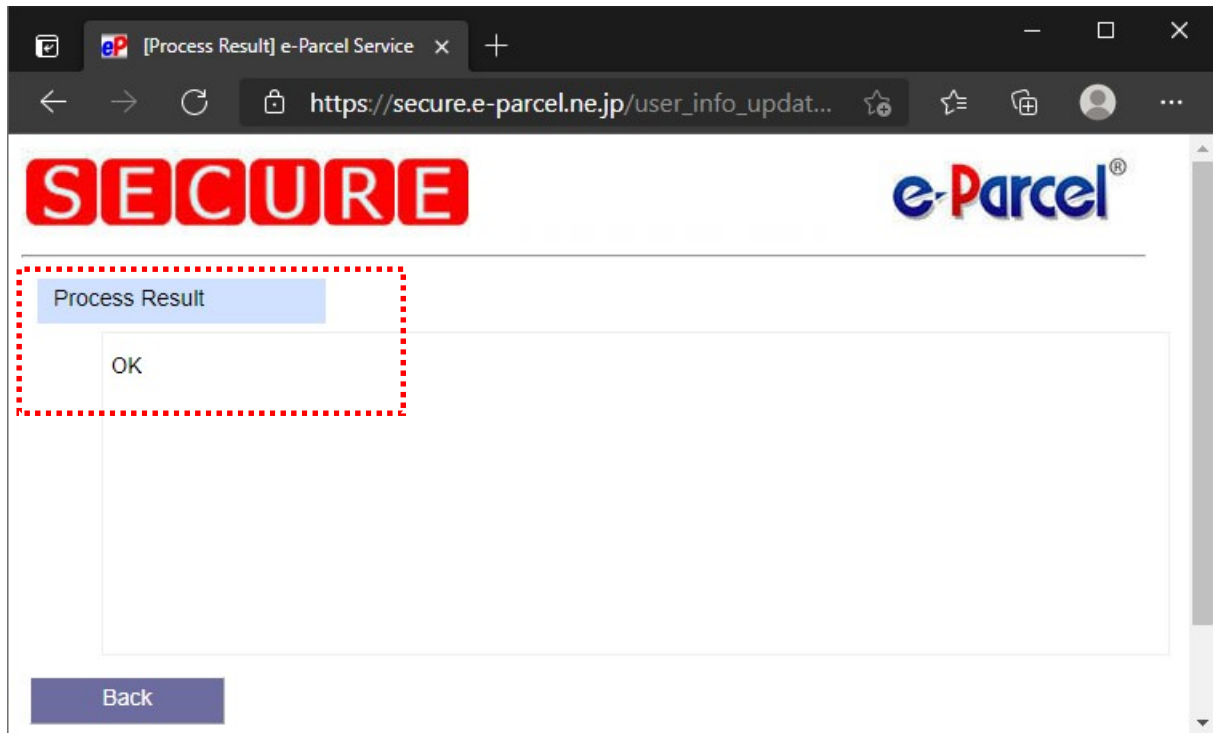 [Process Result] e-Parcel Service
https://secure.e-parcel.ne.jp/user_info_updat...
SECURE
e-Parcel®
Process Result
OK
Back